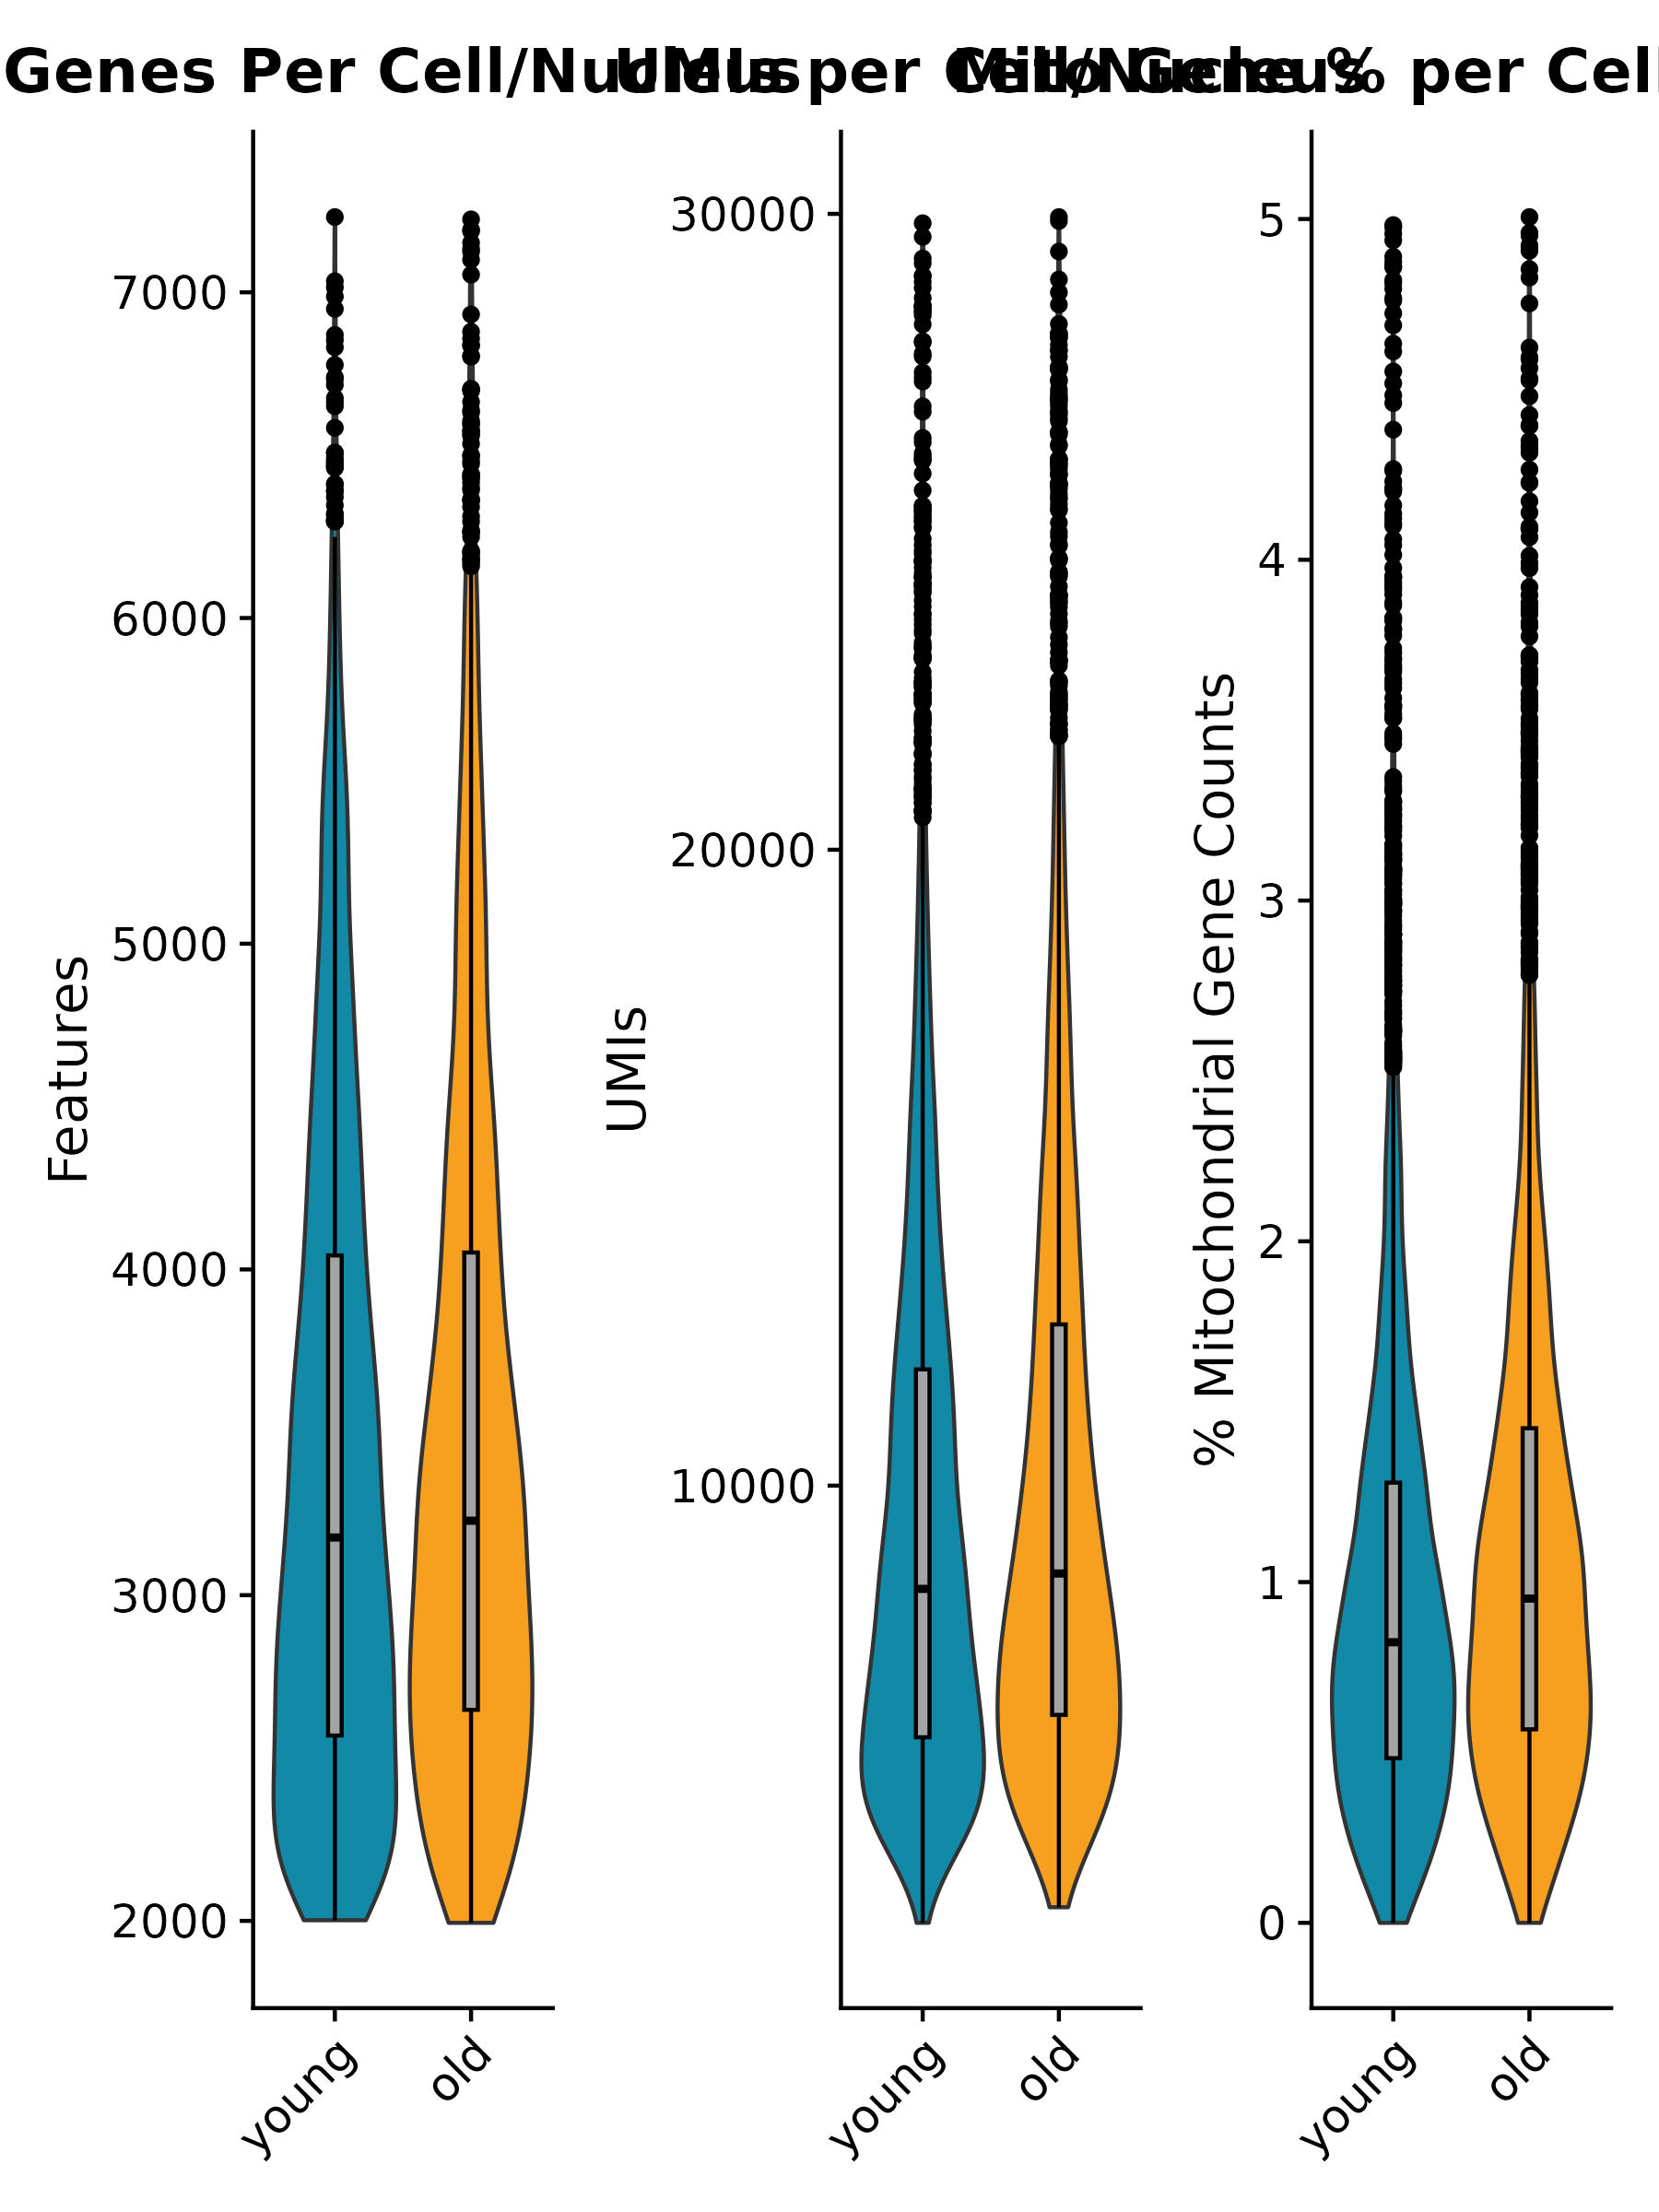 Genes Per Cell/Nucleus
UMIs per Cell/Nucleus
Mito Gene % per Cell
Features
7000
6000
5000
4000
3000
2000
young
old
UMIs
30000
20000
10000
young
old
% Mitochondrial Gene Counts
5
4
3
2
1
0
young
old